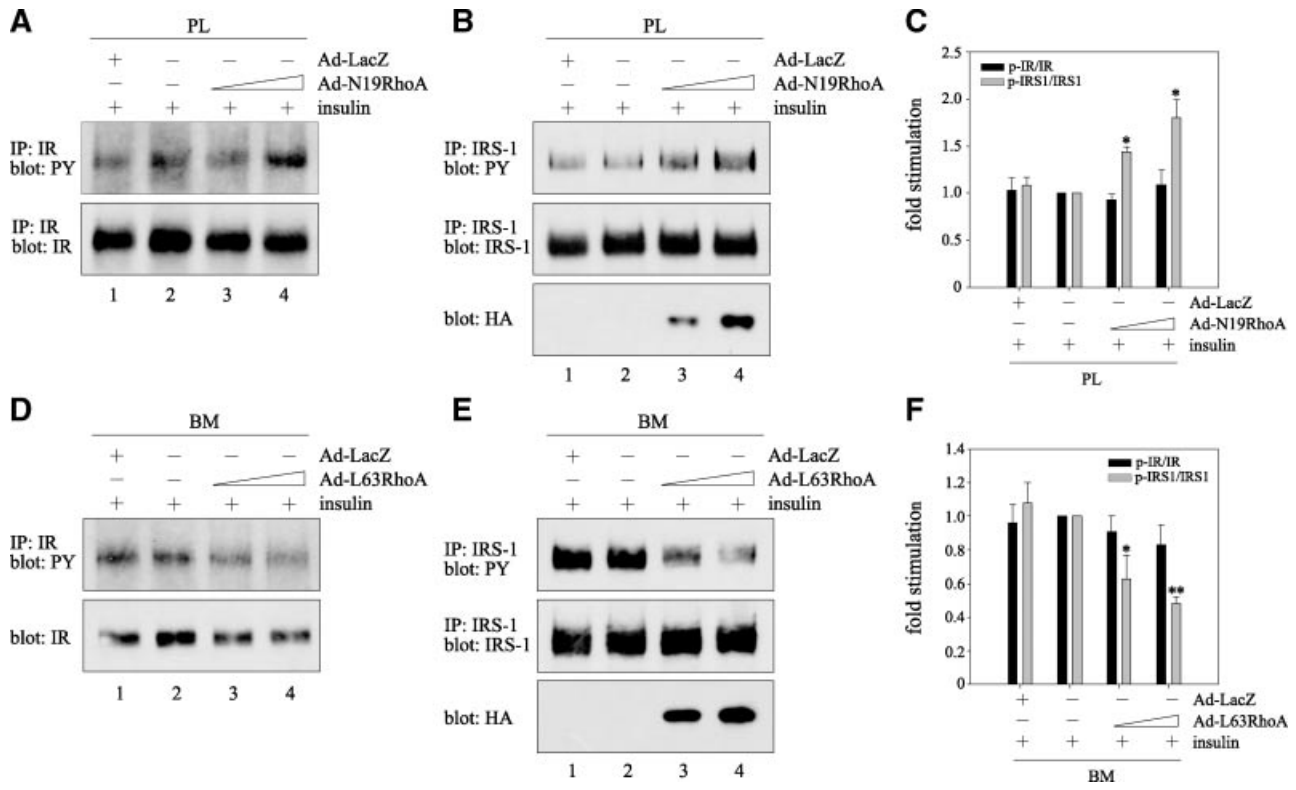 A
PL
+ − − − Ad-LacZ
− − Ad-N19RhoA
+ + + + insulin
IP: IR
blot: PY
IP: IR
blot: IR
1 2 3 4
B
PL
+ − − − Ad-LacZ
− − Ad-N19RhoA
+ + + + insulin
IP: IRS-1
blot: PY
IP: IRS-1
blot: IRS-1
blot: HA
1 2 3 4
C
2.5
2.0
1.5
1.0
0.5
0
fold stimulation
p-IR/IR
p-IRS1/IRS1
* *
+ − − − Ad-LacZ
− − Ad-N19RhoA
+ + + + insulin
PL
D
BM
+ − − − Ad-LacZ
− − Ad-L63RhoA
+ + + + insulin
IP: IR
blot: PY
blot: IR
1 2 3 4
E
BM
+ − − − Ad-LacZ
− − Ad-L63RhoA
+ + + + insulin
IP: IRS-1
blot: PY
IP: IRS-1
blot: IRS-1
blot: HA
1 2 3 4
F
1.4
1.2
1.0
0.8
0.6
0.4
0.2
0
fold stimulation
p-IR/IR
p-IRS1/IRS1
* **
+ − − − Ad-LacZ
− − Ad-L63RhoA
+ + + + insulin
BM